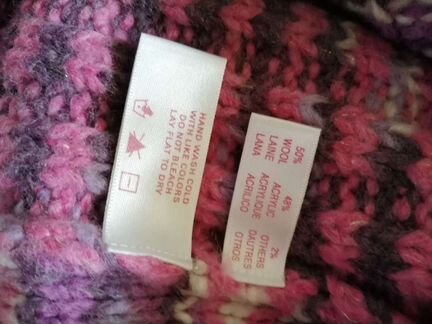 HAND WASH COLD
WITH LIKE COLORS
DO NOT BLEACH
LAY FLAT TO DRY
50% 48% 2%
WOOL ACRYLIC OTHERS
LAINE ACRYLIQUE DAUTRES
LANA ACRILICO OTROS